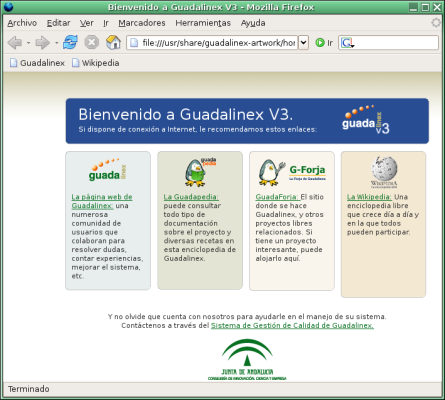 Bienvenido a Guadalinex V3 - Mozilla Firefox
Archivo Editar Ver Ir Marcadores Herramientas Ayuda
file:///usr/share/guadalinex-artwork/hor Ir G
Guadalinex Wikipedia
Bienvenido a Guadalinex V3.
Si dispone de conexión a Internet, le recomendamos estos enlaces:
guadalinex v3
guadalinex
La página web de
Guadalinex: una
numerosa
comunidad de
usuarios que
colaboran para
resolver dudas,
contar experiencias,
mejorar el sistema,
etc.
guadapedia
La Guadapedia:
puede consultar
todo tipo de
documentación
sobre el proyecto y
diversas recetas en
esta enciclopedia de
Guadalinex.
G-Forja
La Forja de Guadalinex
GuadaForja: El sitio
donde se hace
Guadalinex, y otros
proyectos libres
relacionados. Si
tiene un proyecto
interesante, puede
alojarlo aquí.
WIKIPEDIA
La Wikipedia: Una
enciclopedia libre
que crece día a día y
en la que todos
pueden participar.
Y no olvide que cuenta con nosotros para ayudarle en el manejo de su sistema.
Contáctenos a través del Sistema de Gestión de Calidad de Guadalinex.
JUNTA DE ANDALUCIA
CONSEJERÍA DE INNOVACIÓN, CIENCIA Y EMPRESA
Terminado